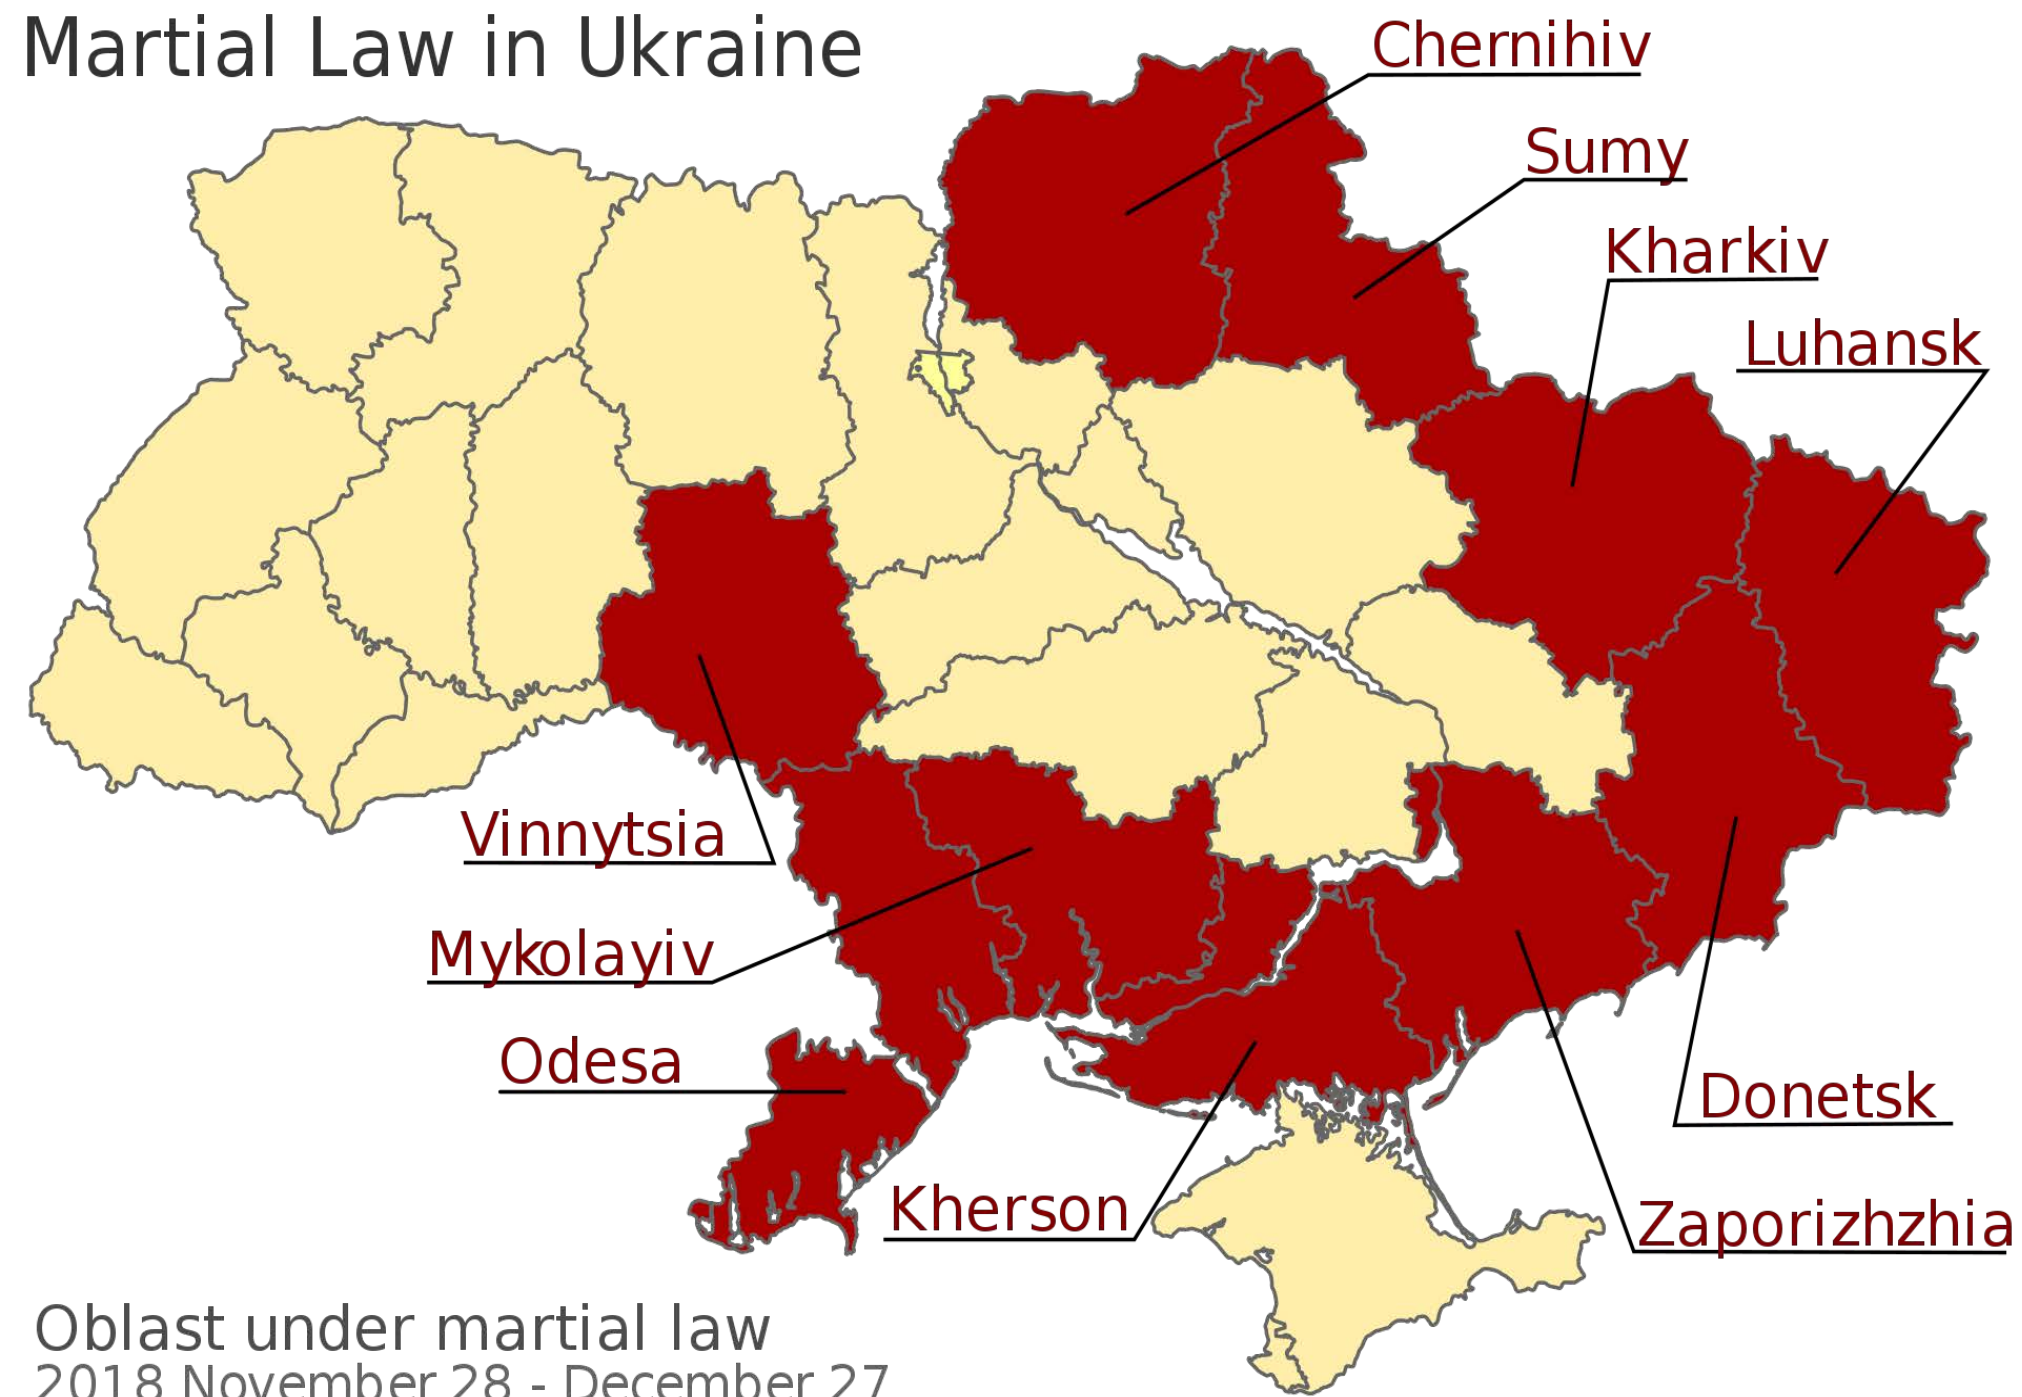 Martial Law in Ukraine
Chernihiv
Sumy
Kharkiv
Luhansk
Vinnytsia
Mykolayiv
Odesa
Kherson
Donetsk
Zaporizhzhia
Oblast under martial law
2018 November 28 - December 27